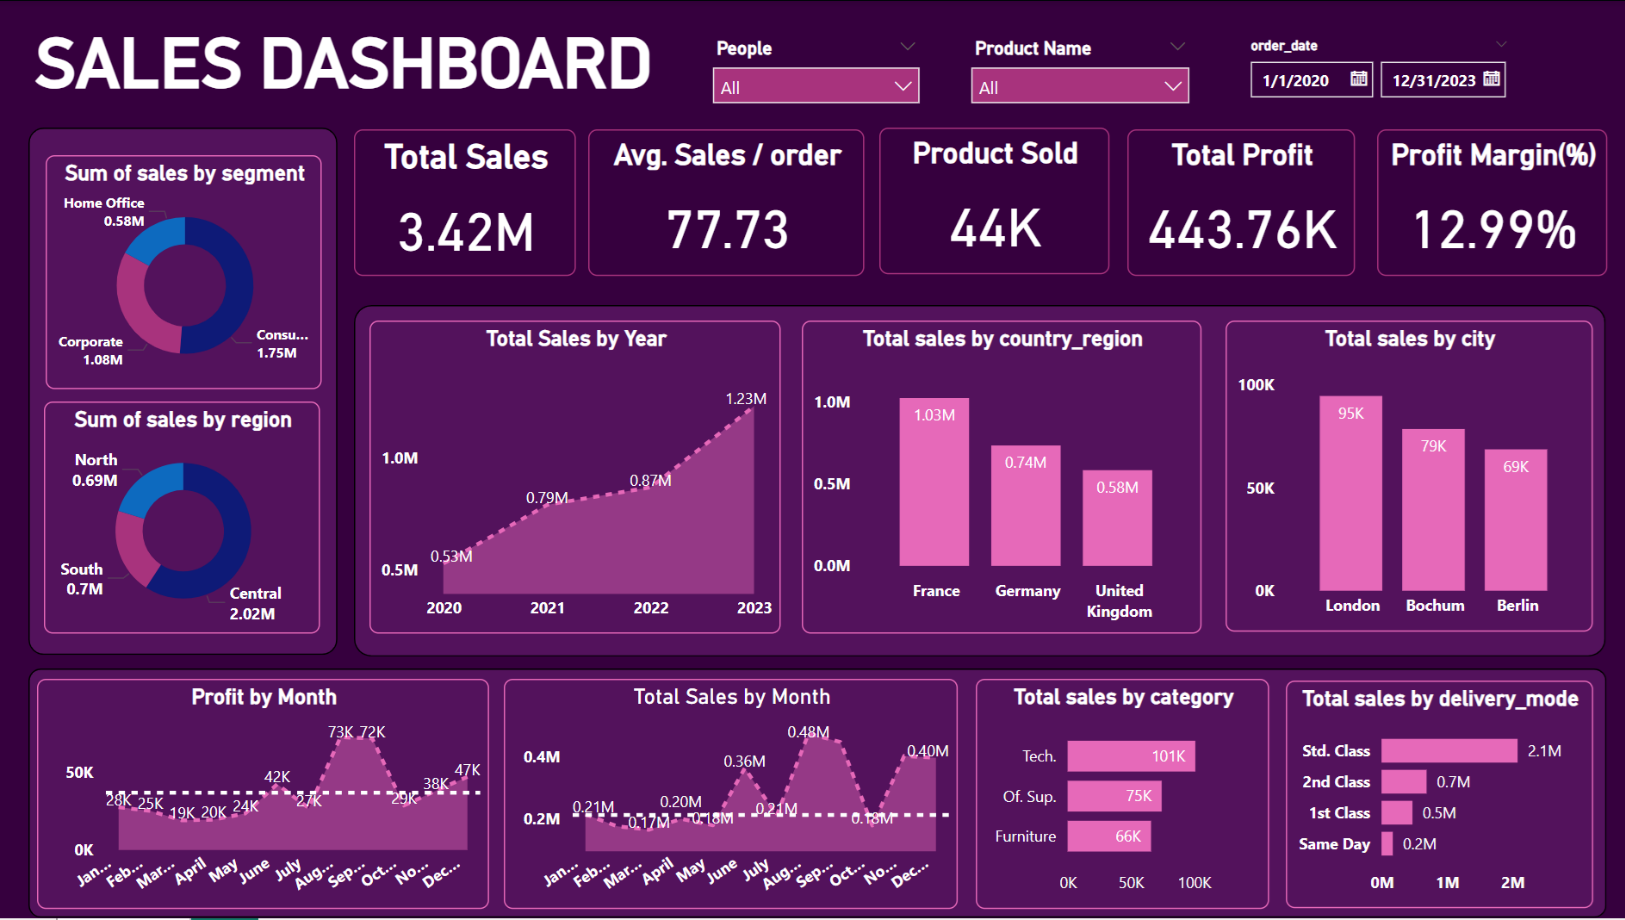 SALES DASHBOARD
People
All
Product Name
All
order_date
1/1/2020
12/31/2023
Sum of sales by segment
Home Office
0.58M
Corporate
1.08M
Consu...
1.75M
Sum of sales by region
North
0.69M
South
0.7M
Central
2.02M
Total Sales
3.42M
Avg. Sales / order
77.73
Product Sold
44K
Total Profit
443.76K
Profit Margin(%)
12.99%
Total Sales by Year
1.0M
0.5M
0.53M
0.79M
0.87M
1.23M
2020
2021
2022
2023
Total sales by country_region
1.0M
0.5M
0.0M
1.03M
0.74M
0.58M
France
Germany
United
Kingdom
Total sales by city
100K
50K
0K
95K
79K
69K
London
Bochum
Berlin
Profit by Month
50K
0K
28K
25K
19K
20K
24K
42K
27K
73K
72K
29K
38K
47K
Jan...
Feb...
Mar...
April
May
June
July
Aug...
Sep...
Oct...
No...
Dec...
Total Sales by Month
0.4M
0.2M
0.21M
0.17M
0.20M
0.18M
0.36M
0.21M
0.48M
0.18M
0.40M
Jan...
Feb...
Mar...
April
May
June
July
Aug...
Sep...
Oct...
No...
Dec...
Total sales by category
Tech.
101K
Of. Sup.
75K
Furniture
66K
0K
50K
100K
Total sales by delivery_mode
Std. Class
2.1M
2nd Class
0.7M
1st Class
0.5M
Same Day
0.2M
0M
1M
2M